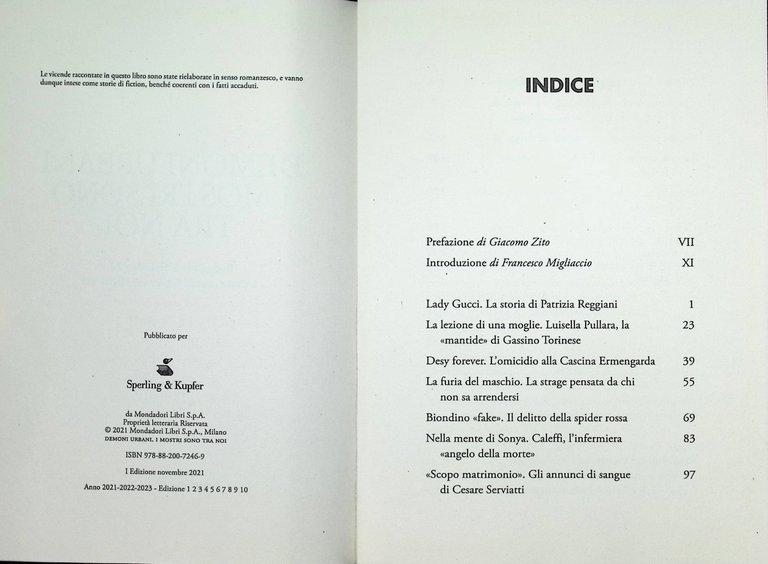 Le vicende raccontate in questo libro sono state rielaborate in senso romanzesco, e vanno
dunque intese come storie di fiction, benché coerenti con i fatti accaduti.
Pubblicato per
Sperling & Kupfer
da Mondadori Libri S.p.A.
Proprietà letteraria Riservata
© 2021 Mondadori Libri S.p.A., Milano
DEMONI URBANI. I MOSTRI SONO TRA NOI
ISBN 978-88-200-7246-9
I Edizione novembre 2021
Anno 2021-2022-2023 - Edizione 1 2 3 4 5 6 7 8 9 10
INDICE
Prefazione di Giacomo Zito VII
Introduzione di Francesco Migliaccio XI
Lady Gucci. La storia di Patrizia Reggiani 1
La lezione di una moglie. Luisella Pullara, la 23
«mantide» di Gassino Torinese
Desy forever. L'omicidio alla Cascina Ermengarda 39
La furia del maschio. La strage pensata da chi 55
non sa arrendersi
Biondino «fake». Il delitto della spider rossa 69
Nella mente di Sonya. Caleffi, l'infermiera 83
«angelo della morte»
«Scopo matrimonio». Gli annunci di sangue 97
di Cesare Serviatti